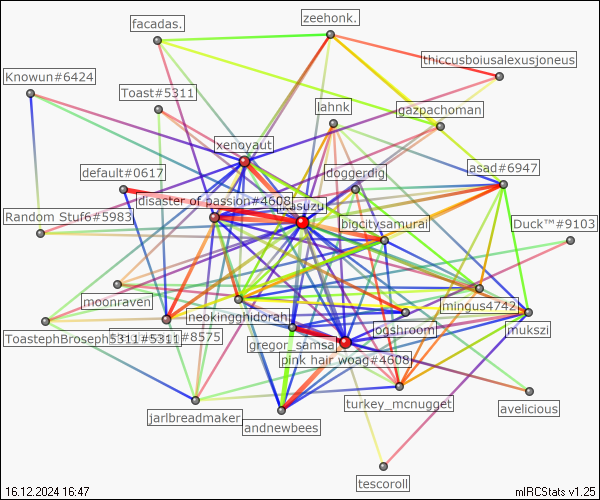 zeehonk.
facadas.
thiccusboiusalexusjoneus
Knowun#6424
Toast#5311
lahnk
gazpachoman
xenoyaut
default#0617
doggerdig
asad#6947
disaster of passion#4608
kasuzu
Random Stuf6#5983
bigcitysamurai
Duck™#9103
moonraven
neokingghidorah
mingus4742
ToastephBroseph5311#5311
#8575
gregor_samsa
ogshroom
mukszi
pink hair woag#4608
jarlbreadmaker
turkey_mcnugget
avelicious
andnewbees
tescoroll
16.12.2024 16:47
mIRCStats v1.25